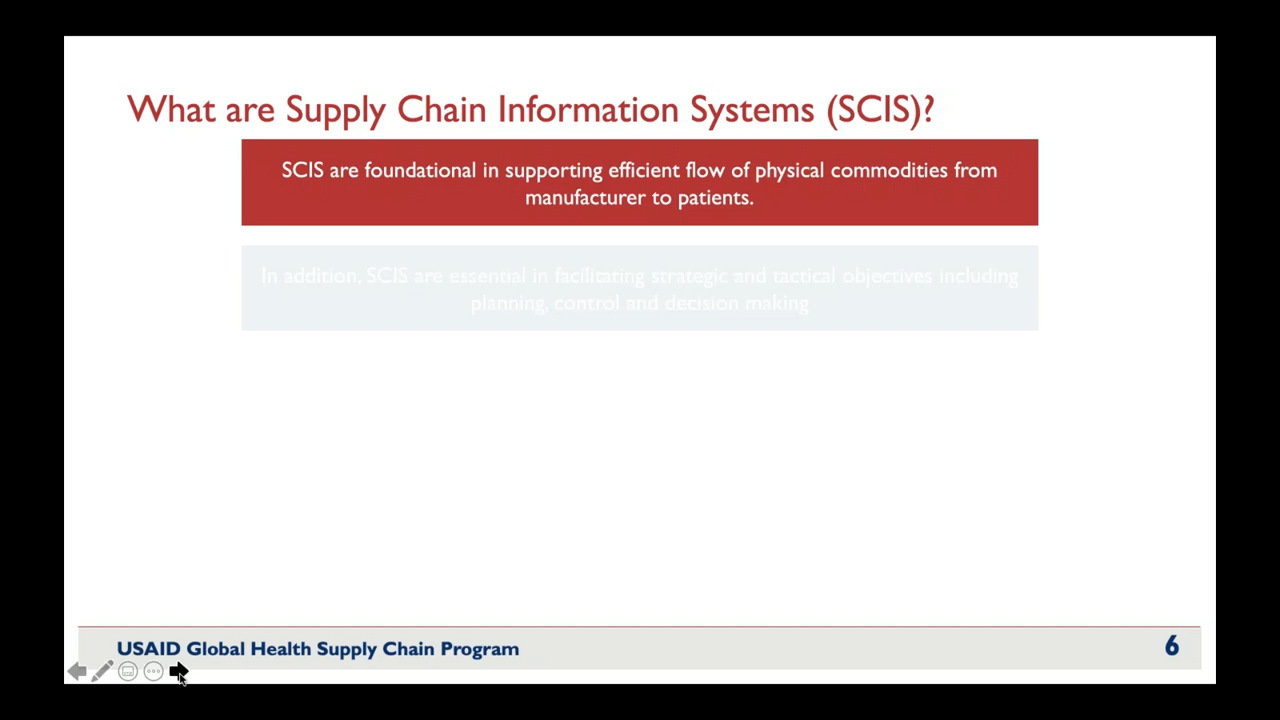 What are Supply Chain Information Systems (SCIS)?
SCIS are foundational in supporting efficient flow of physical commodities from
manufacturer to patients.
In addition, SCIS are essential in facilitating strategic and tactical objectives including
planning, control and decision making
USAID Global Health Supply Chain Program
6